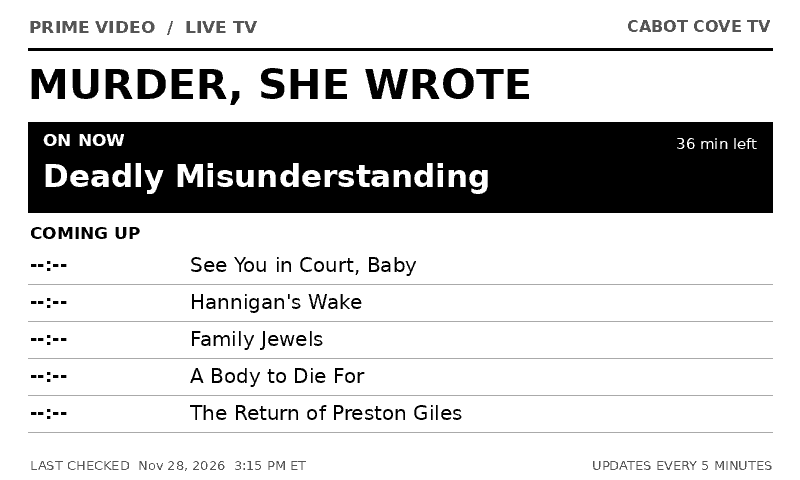 PRIME VIDEO / LIVE TV
CABOT COVE TV
MURDER, SHE WROTE
ON NOW
36 min left
Deadly Misunderstanding
COMING UP
--:-- See You in Court, Baby
--:-- Hannigan's Wake
--:-- Family Jewels
--:-- A Body to Die For
--:-- The Return of Preston Giles
LAST CHECKED Nov 28, 2026 3:15 PM ET
UPDATES EVERY 5 MINUTES